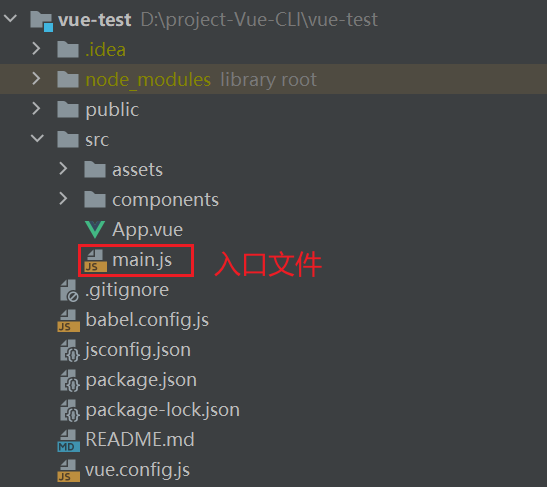 vue-test D:\project-Vue-CLI\vue-test
.idea
node_modules library root
public
src
assets
components
App.vue
JS main.js 入口文件
.gitignore
JS babel.config.js
jsconfig.json
package.json
package-lock.json
MD README.md
JS vue.config.js